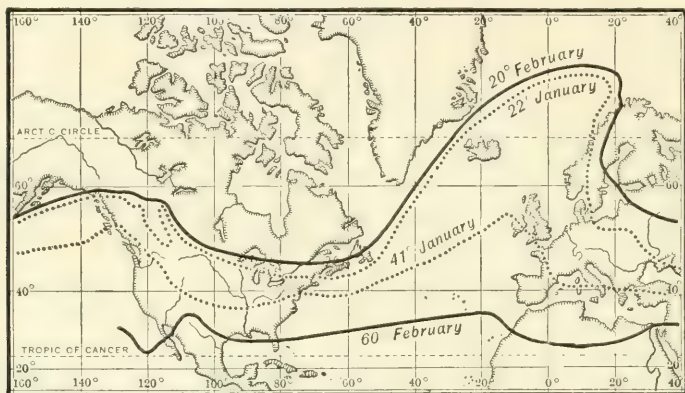 160° 140° 120° 100° 80° 60° 40° 20° 0° 20° 40°
20° February
22° January
ARCT C CIRCLE
60° 60°
41° January
40° 40
60 February
TROPIC OF CANCER
20° 20°
160° 140° 120° 100° 80° 60° 40° 20° 0° 20° 40°